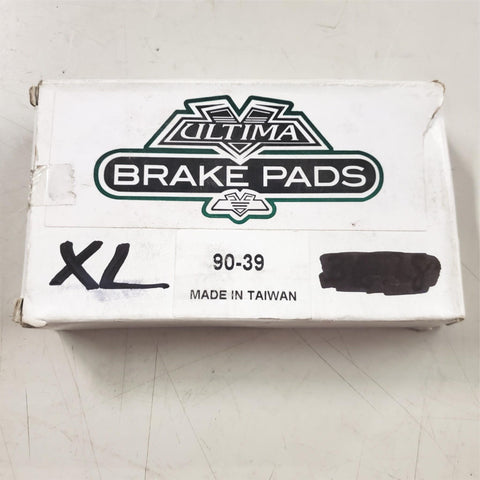 ULTIMA
BRAKE PADS
XL
90-39
MADE IN TAIWAN